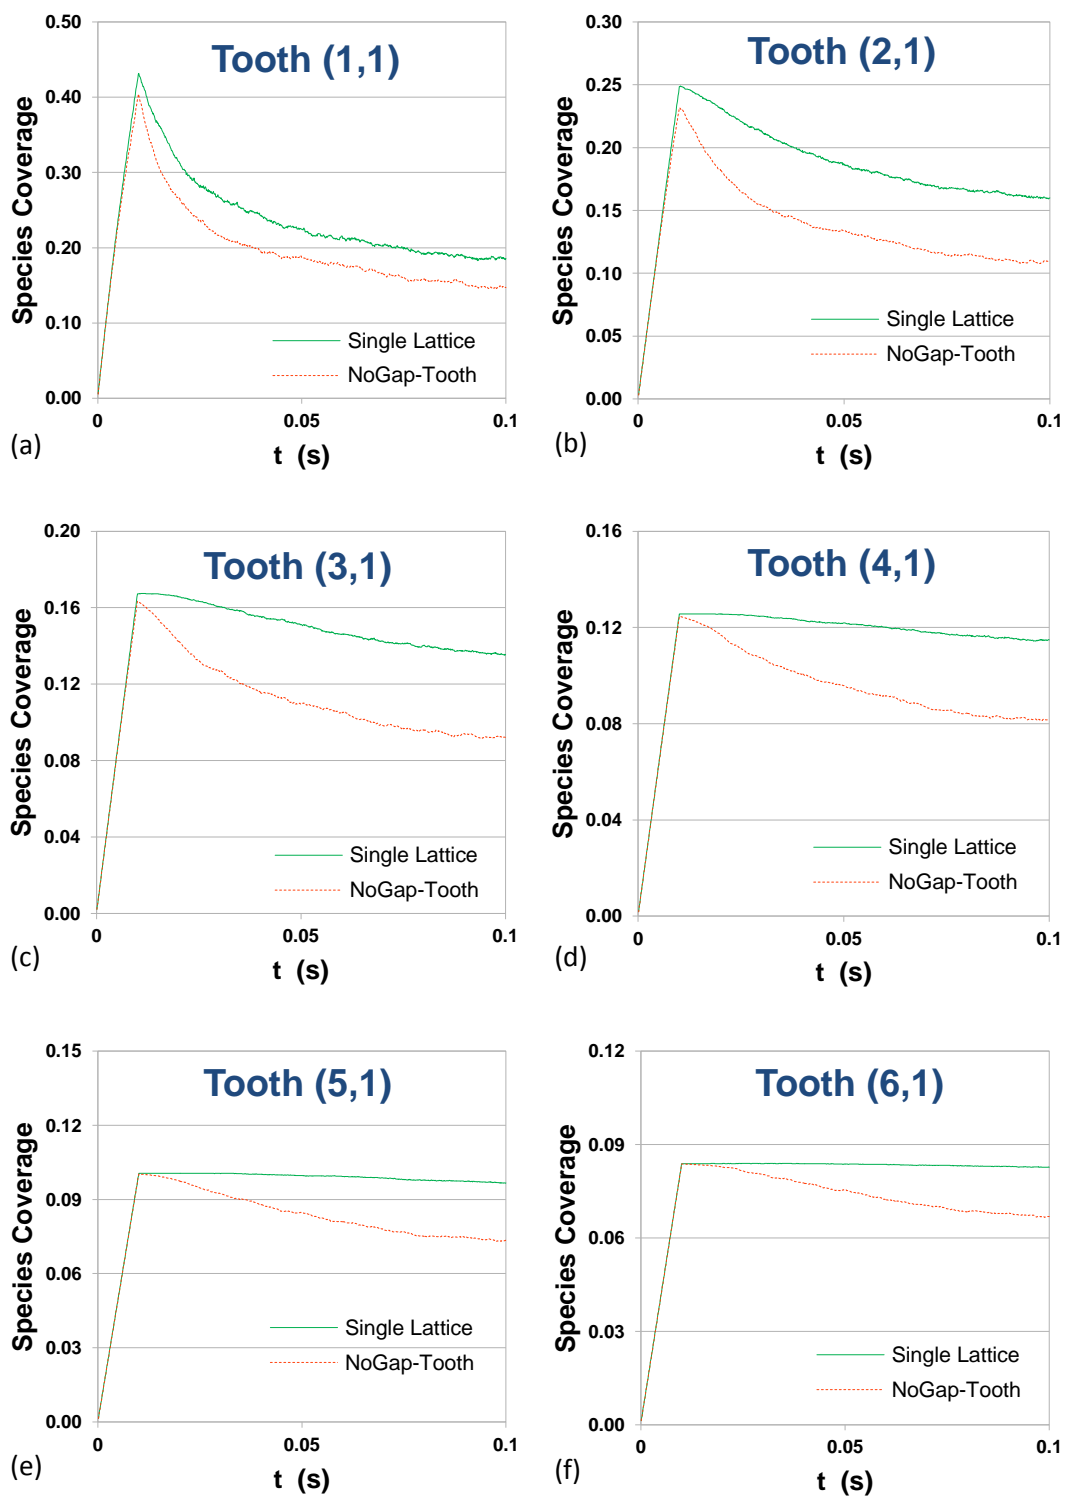 Tooth (1,1)
Species Coverage
0.50
0.40
0.30
0.20
0.10
0.00
Single Lattice
NoGap-Tooth
0
0.05
0.1
t (s)
(a)
Tooth (2,1)
Species Coverage
0.30
0.25
0.20
0.15
0.10
0.05
0.00
Single Lattice
NoGap-Tooth
0
0.05
0.1
t (s)
(b)
Tooth (3,1)
Species Coverage
0.20
0.16
0.12
0.08
0.04
0.00
Single Lattice
NoGap-Tooth
0
0.05
0.1
t (s)
(c)
Tooth (4,1)
Species Coverage
0.16
0.12
0.08
0.04
0.00
Single Lattice
NoGap-Tooth
0
0.05
0.1
t (s)
(d)
Tooth (5,1)
Species Coverage
0.15
0.12
0.09
0.06
0.03
0.00
Single Lattice
NoGap-Tooth
0
0.05
0.1
t (s)
(e)
Tooth (6,1)
Species Coverage
0.12
0.09
0.06
0.03
0.00
Single Lattice
NoGap-Tooth
0
0.05
0.1
t (s)
(f)